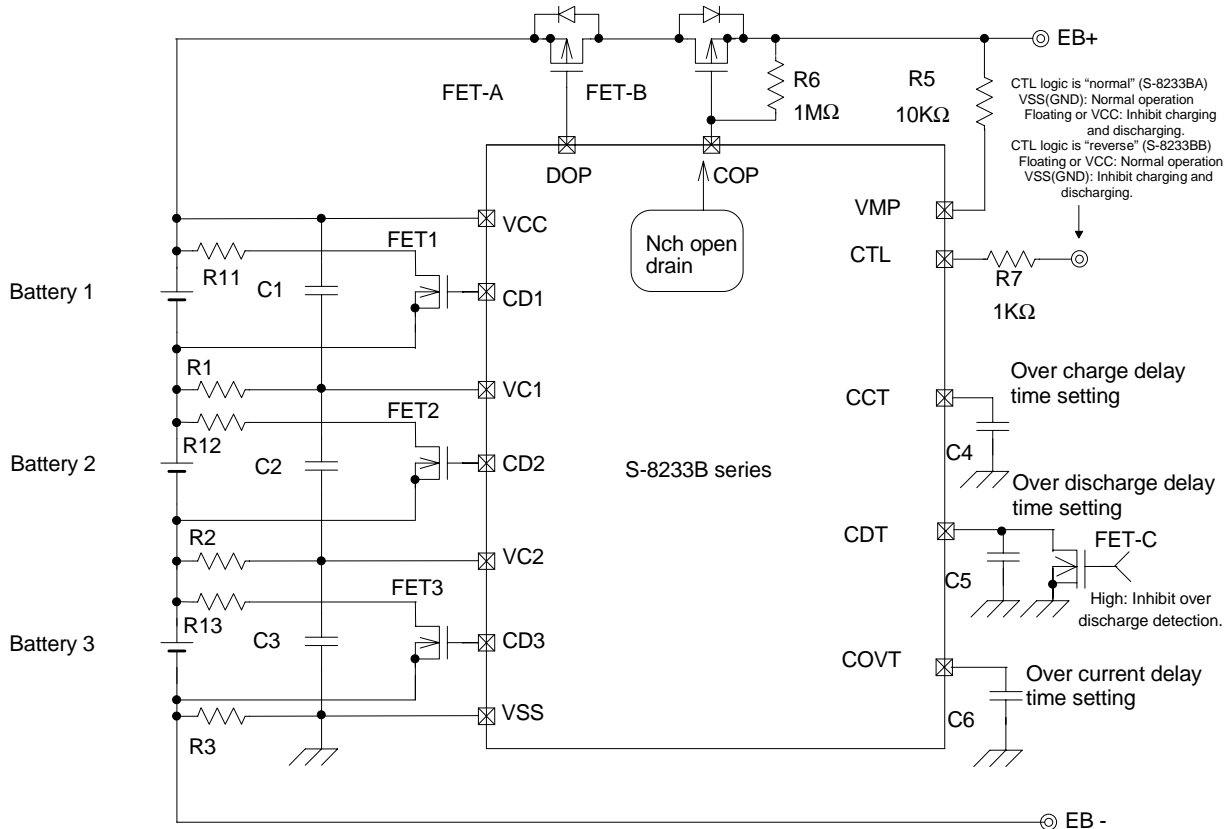 EB+
FET-A
FET-B
R6
1MΩ
R5
10KΩ
CTL logic is “normal” (S-8233BA)
VSS(GND): Normal operation
Floating or VCC: Inhibit charging
and discharging.
CTL logic is “reverse” (S-8233BB)
Floating or VCC: Normal operation
VSS(GND): Inhibit charging and
discharging.
DOP
COP
Nch open
drain
VMP
CTL
R7
1KΩ
VCC
FET1
R11
C1
CD1
Battery 1
R1
VC1
FET2
R12
C2
CD2
Battery 2
S-8233B series
CCT
Over charge delay
time setting
C4
Over discharge delay
time setting
CDT
C5
FET-C
High: Inhibit over
discharge detection.
R2
VC2
FET3
R13
C3
CD3
Battery 3
COVT
Over current delay
time setting
C6
VSS
R3
EB -